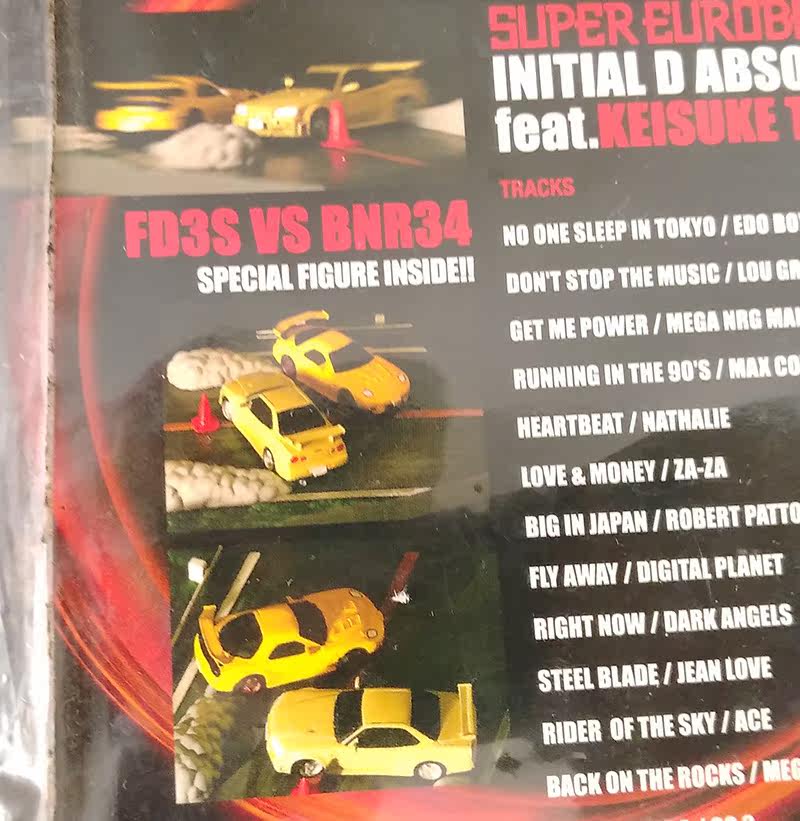 SUPER EUROB
INITIAL D ABSO
feat.KEISUKE T
TRACKS
FD3S VS BNR34
SPECIAL FIGURE INSIDE!!
NO ONE SLEEP IN TOKYO / EDO BO
DON'T STOP THE MUSIC / LOU GR
GET ME POWER / MEGA NRG MAN
RUNNING IN THE 90'S / MAX CO
HEARTBEAT / NATHALIE
LOVE & MONEY / ZA-ZA
BIG IN JAPAN / ROBERT PATTO
FLY AWAY / DIGITAL PLANET
RIGHT NOW / DARK ANGELS
STEEL BLADE / JEAN LOVE
RIDER OF THE SKY / ACE
BACK ON THE ROCKS / MEG